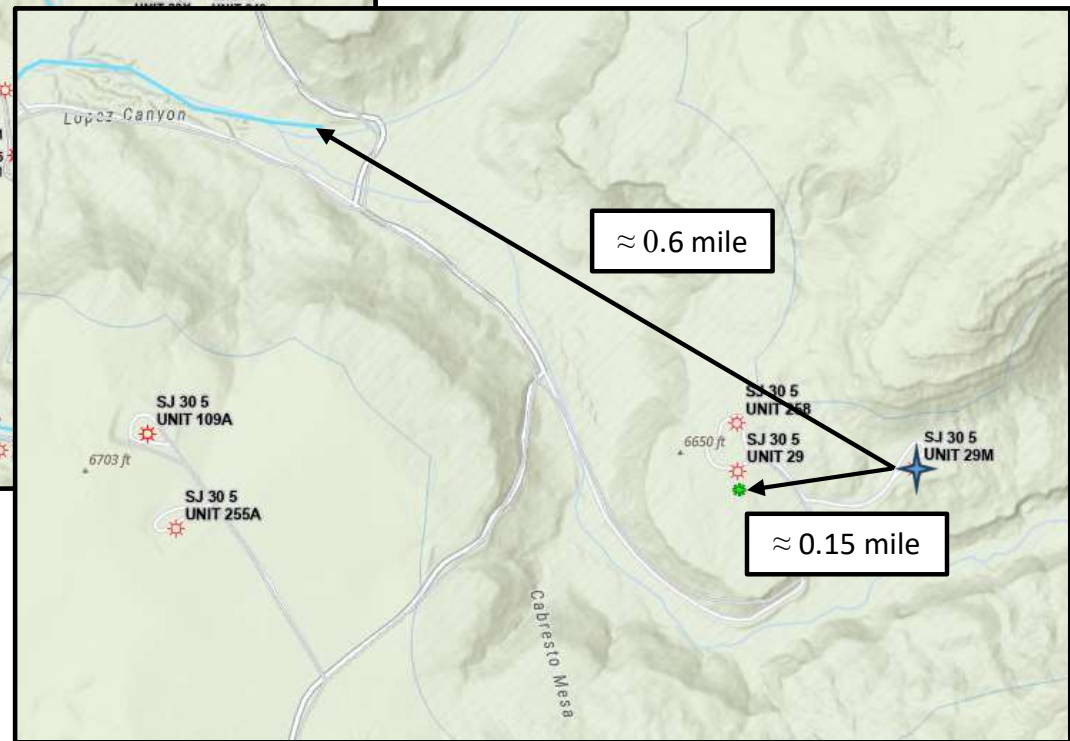 Lopez Canyon
≈ 0.6 mile
SJ 30 5
UNIT 258
SJ 30 5
UNIT 109A
6650 ft
SJ 30 5
UNIT 29
SJ 30 5
UNIT 29M
6703 ft
SJ 30 5
UNIT 255A
≈ 0.15 mile
Cabresto Mesa